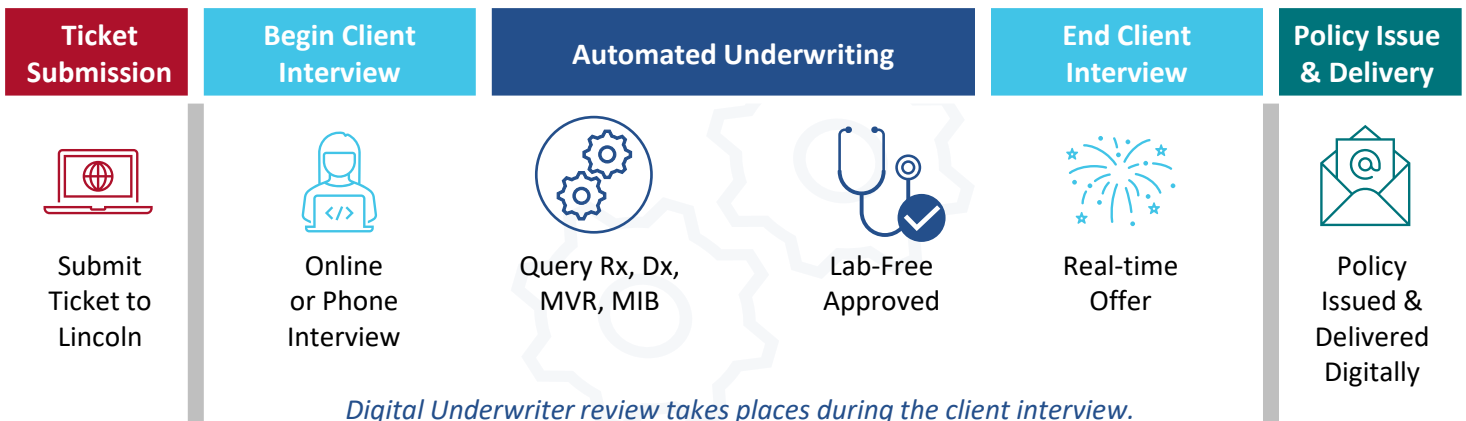 Ticket
Submission
Begin Client
Interview
Automated Underwriting
End Client
Interview
Policy Issue
& Delivery
</>
@
Submit
Ticket to
Lincoln
Online
or Phone
Interview
Query Rx, Dx,
MVR, MIB
Lab-Free
Approved
Real-time
Offer
Policy
Issued &
Delivered
Digitally
Digital Underwriter review takes places during the client interview.